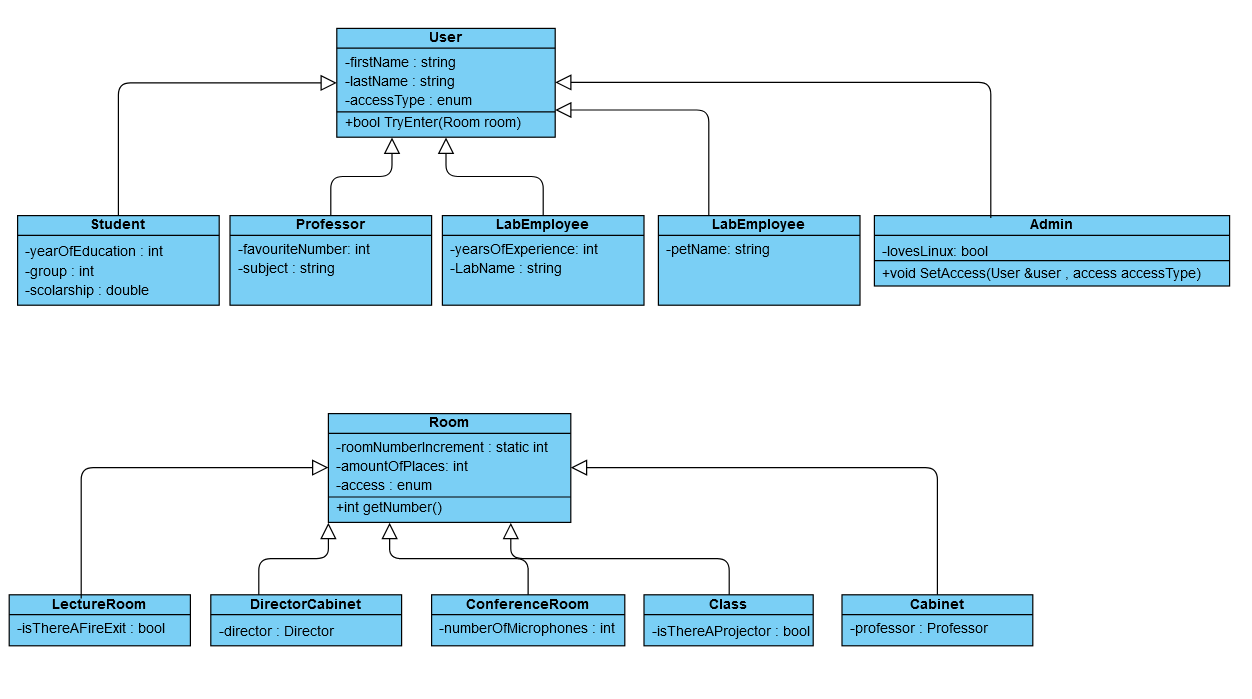 User
-firstName : string
-lastName : string
-accessType : enum
+bool TryEnter(Room room)
Student
-yearOfEducation : int
-group : int
-scolarship : double
Professor
-favouriteNumber: int
-subject : string
LabEmployee
-yearsOfExperience: int
-LabName : string
LabEmployee
-petName: string
Admin
-lovesLinux: bool
+void SetAccess(User &user , access accessType)
Room
-roomNumberIncrement : static int
-amountOfPlaces: int
-access : enum
+int getNumber()
LectureRoom
-isThereAFireExit : bool
DirectorCabinet
-director : Director
ConferenceRoom
-numberOfMicrophones : int
Class
-isThereAProjector : bool
Cabinet
-professor : Professor